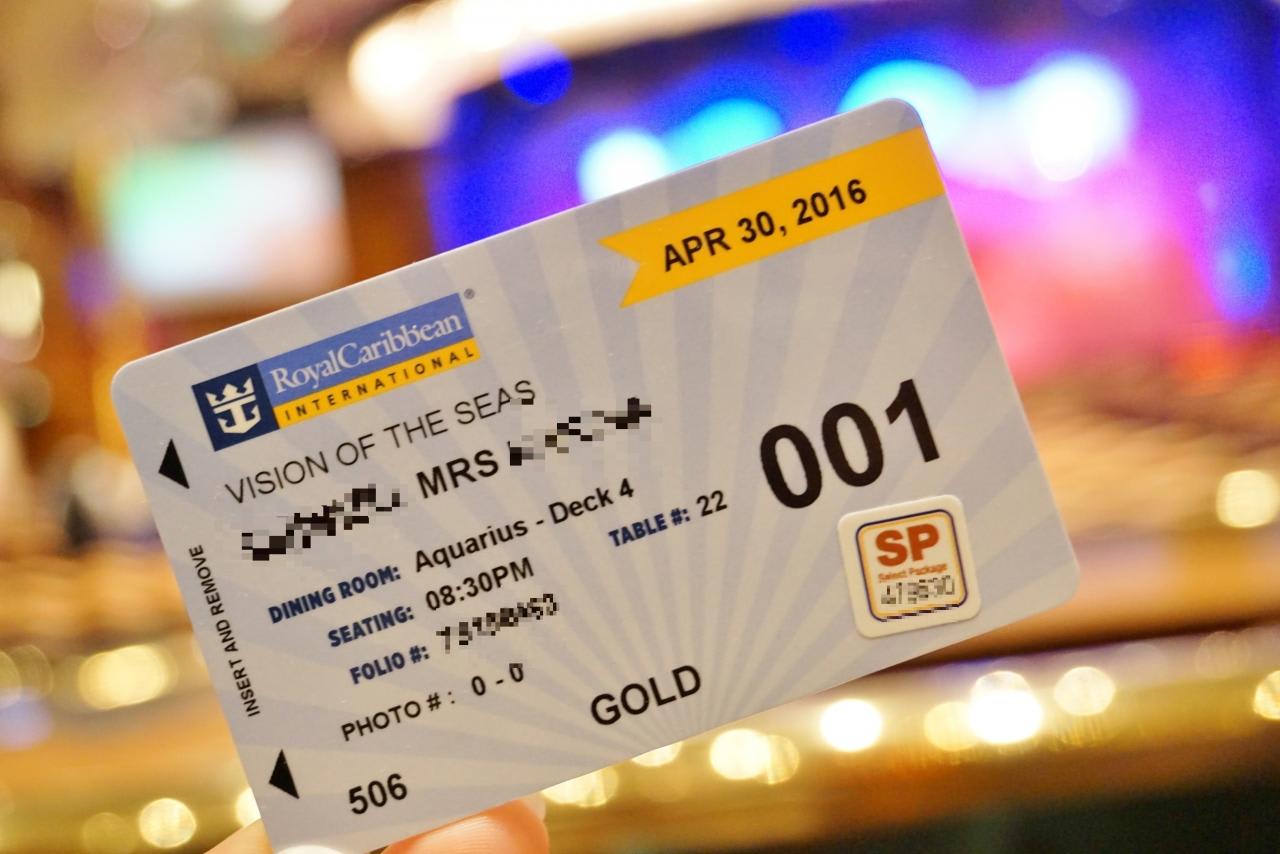 APR 30, 2016
RoyalCaribbean®
INTERNATIONAL
VISION OF THE SEAS
MRS
001
DINING ROOM: Aquarius - Deck 4
SEATING: 08:30PM
TABLE #: 22
FOLIO #:
PHOTO # : 0 - 0
SP
Select Package
GOLD
506
INSERT AND REMOVE